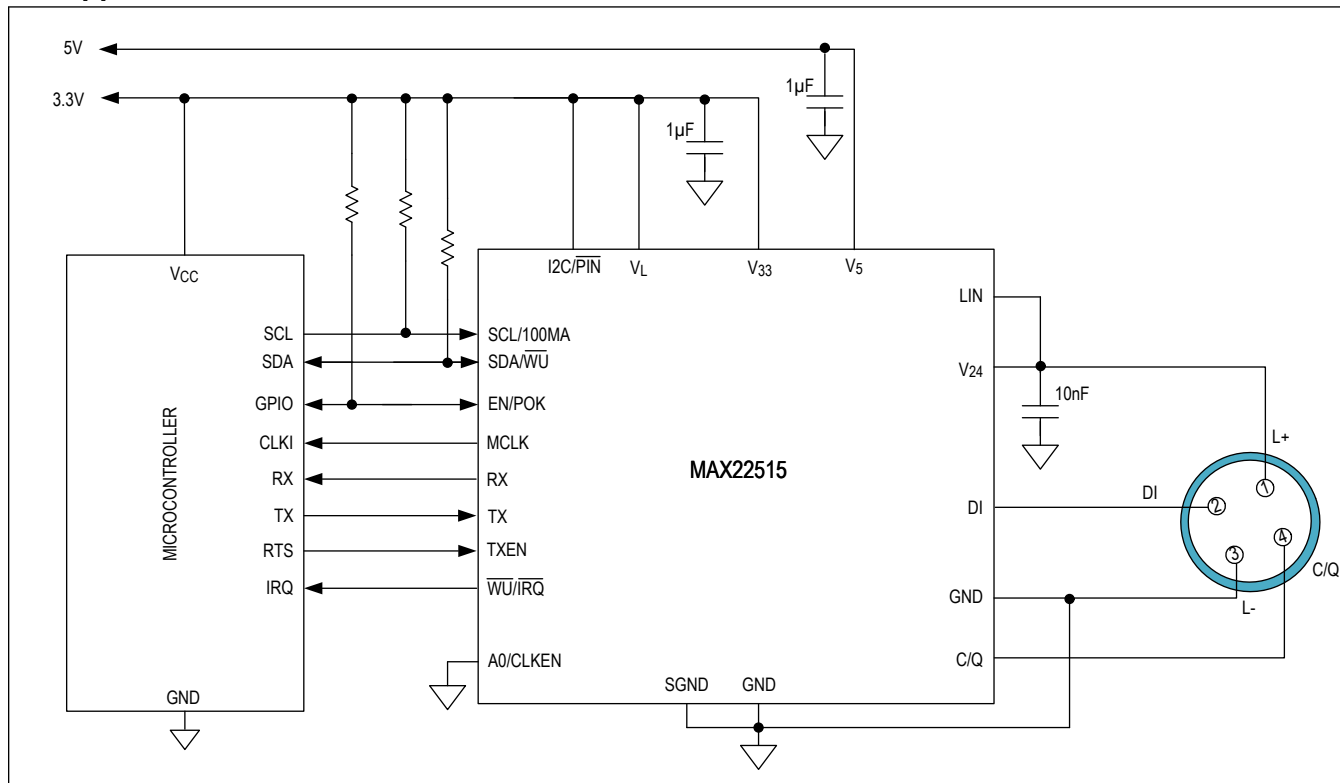 5V
1µF
3.3V
1µF
VCC
I2C/PIN
VL
V33
V5
LIN
SCL
SCL/100MA
SDA
SDA/WU
V24
10nF
GPIO
EN/POK
L+
CLKI
MCLK
MICROCONTROLLER
MAX22515
RX
RX
1
DI
DI
2
TX
TX
4
RTS
TXEN
3
C/Q
IRQ
WU/IRQ
GND
L-
A0/CLKEN
C/Q
SGND
GND
GND